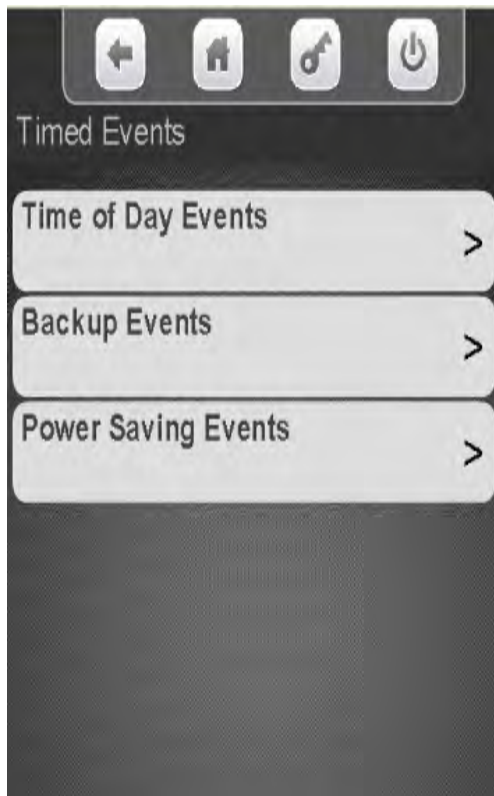 Timed Events
Time of Day Events
>
Backup Events
>
Power Saving Events
>